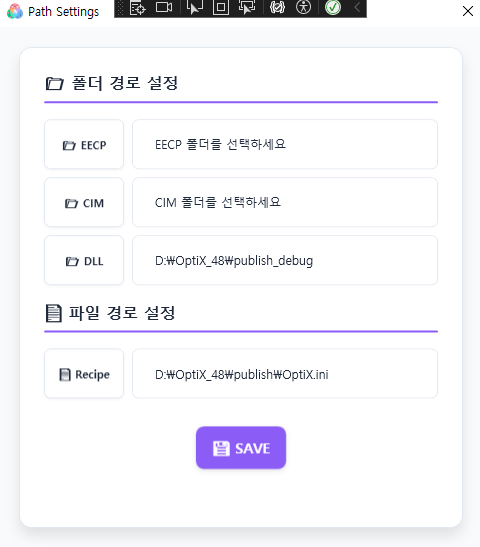 Path Settings
폴더 경로 설정
EECP
EECP 폴더를 선택하세요
CIM
CIM 폴더를 선택하세요
DLL
D:₩OptiX_48₩publish_debug
파일 경로 설정
Recipe
D:₩OptiX_48₩publish₩OptiX.ini
SAVE